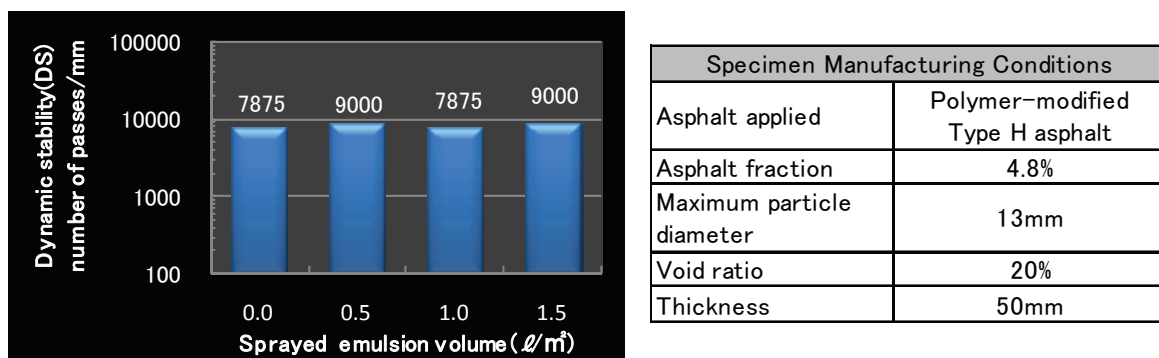 Dynamic stability(DS)
number of passes/mm
100000
10000
1000
100
7875
9000
7875
9000
0.0
0.5
1.0
1.5
Sprayed emulsion volume(ℓ/㎡)
Specimen Manufacturing Conditions
Asphalt applied
Polymer-modified
Type H asphalt
Asphalt fraction
4.8%
Maximum particle
diameter
13mm
Void ratio
20%
Thickness
50mm